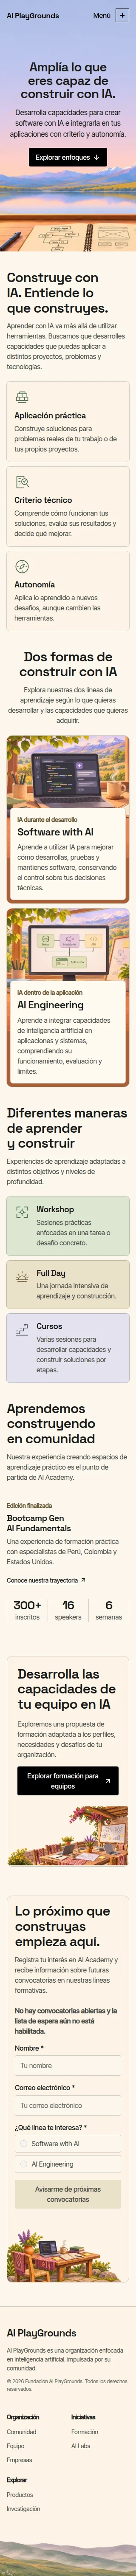 AI PlayGrounds
Menú
Amplía lo que
eres capaz de
construir con IA.
Desarrolla capacidades para crear
software con IA e integrarla en tus
aplicaciones con criterio y autonomía.
Explorar enfoques ↓
Construye con
IA. Entiende lo
que construyes.
Aprender con IA va más allá de utilizar
herramientas. Buscamos que desarrolles
capacidades que puedas aplicar a
distintos proyectos, problemas y
tecnologías.
Aplicación práctica
Construye soluciones para
problemas reales de tu trabajo o de
tus propios proyectos.
Criterio técnico
Comprende cómo funcionan tus
soluciones, evalúa sus resultados y
decide qué mejorar.
Autonomía
Aplica lo aprendido a nuevos
desafíos, aunque cambien las
herramientas.
Dos formas de
construir con IA
Explora nuestras dos líneas de
aprendizaje según lo que quieras
desarrollar y las capacidades que quieras
adquirir.
IA durante el desarrollo
Software with AI
Aprende a utilizar IA para mejorar
cómo desarrollas, pruebas y
mantienes software, conservando
el control sobre tus decisiones
técnicas.
IA dentro de la aplicación
AI Engineering
Aprende a integrar capacidades
de inteligencia artificial en
aplicaciones y sistemas,
comprendiendo su
funcionamiento, evaluación y
límites.
Diferentes maneras
de aprender
y construir
Experiencias de aprendizaje adaptadas a
distintos objetivos y niveles de
profundidad.
Workshop
Sesiones prácticas
enfocadas en una tarea o
desafío concreto.
Full Day
Una jornada intensiva de
aprendizaje y construcción.
Cursos
Varias sesiones para
desarrollar capacidades y
construir soluciones por
etapas.
Aprendemos
construyendo
en comunidad
Nuestra experiencia creando espacios de
aprendizaje práctico es el punto de
partida de AI Academy.
Edición finalizada
Bootcamp Gen
AI Fundamentals
Una experiencia de formación práctica
con especialistas de Perú, Colombia y
Estados Unidos.
Conoce nuestra trayectoria ↗
300+ 16 6
inscritos speakers semanas
Desarrolla las
capacidades de
tu equipo en IA
Exploremos una propuesta de
formación adaptada a los perfiles,
necesidades y desafíos de tu
organización.
Explorar formación para
equipos ↗
Lo próximo que
construyas
empieza aquí.
Registra tu interés en AI Academy y
recibe información sobre futuras
convocatorias en nuestras líneas
formativas.
No hay convocatorias abiertas y la
lista de espera aún no está
habilitada.
Nombre *
Tu nombre
Correo electrónico *
Tu correo electrónico
¿Qué línea te interesa? *
Software with AI
AI Engineering
Avisarme de próximas
convocatorias
AI PlayGrounds
AI PlayGrounds es una organización enfocada
en inteligencia artificial, impulsada por su
comunidad.
© 2026 Fundación AI PlayGrounds. Todos los derechos
reservados.
Organización Iniciativas
Comunidad Formación
Equipo AI Labs
Empresas
Explorar
Productos
Investigación